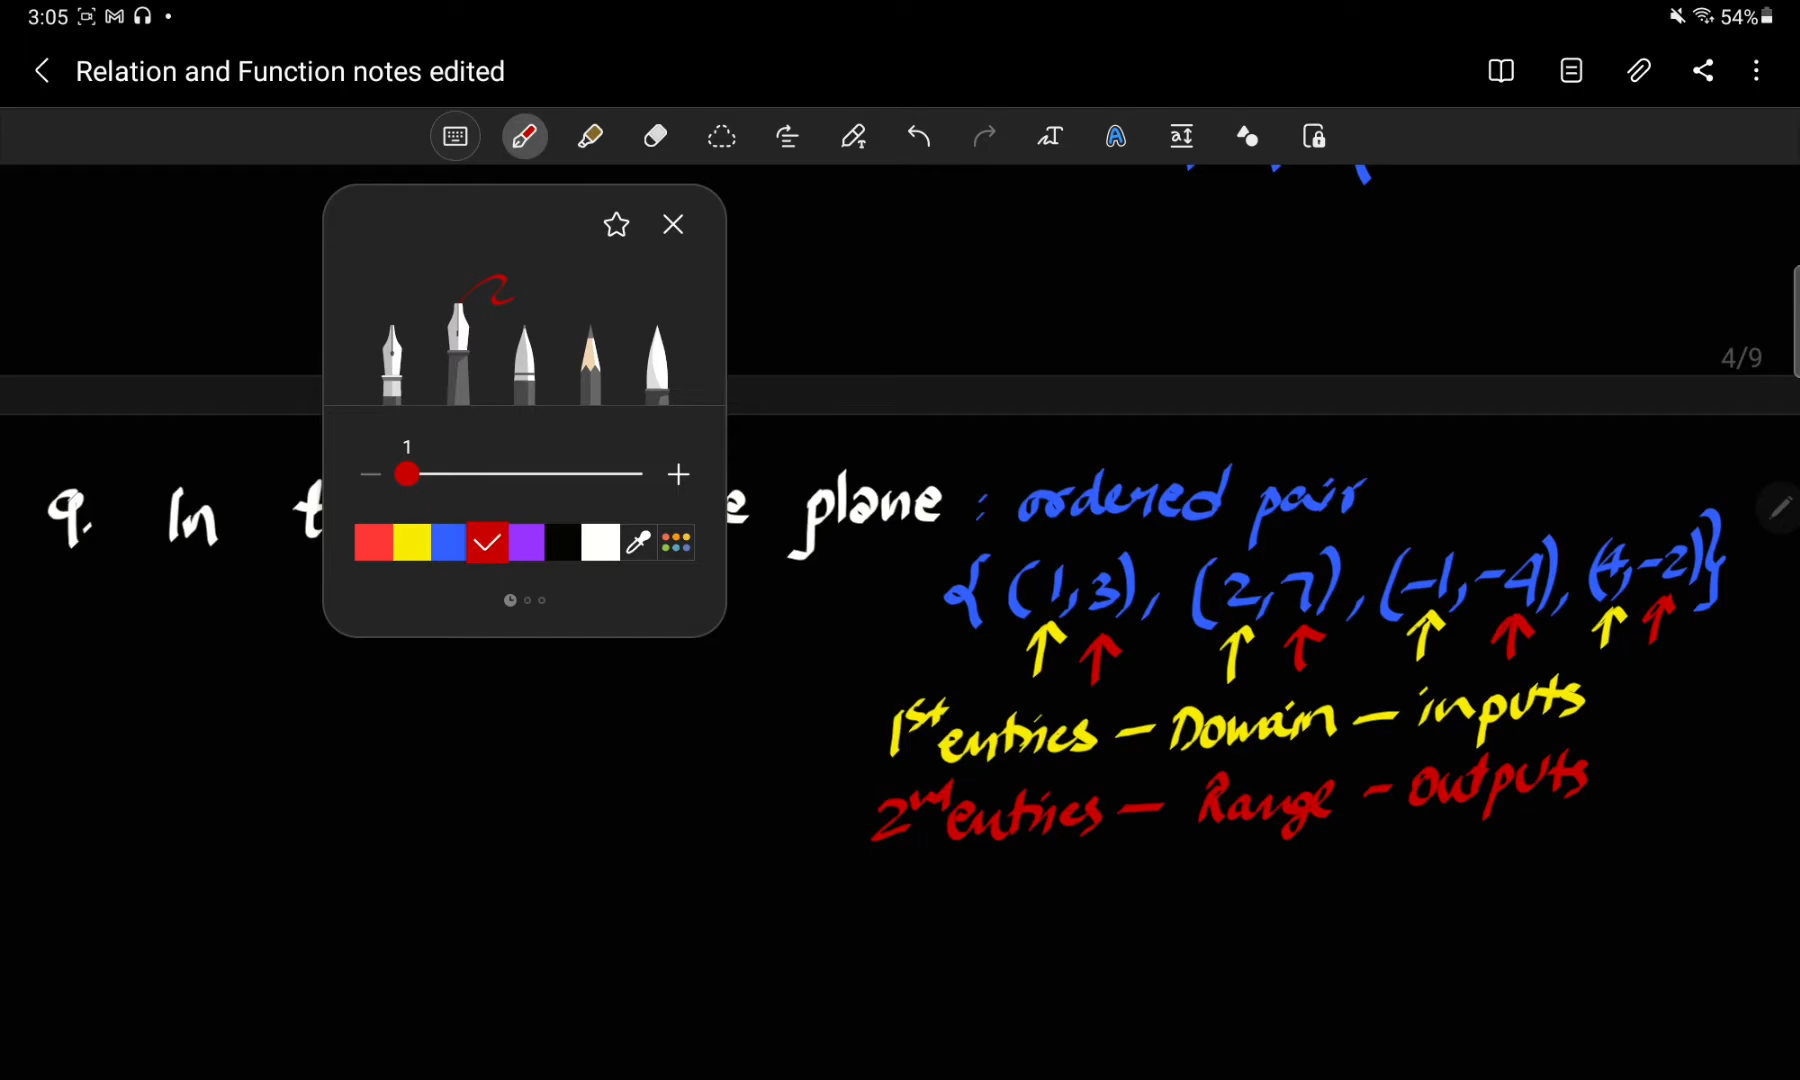 3:05 54%
Relation and Function notes edited
1
4/9
9. In t e plane : ordered pair
{ (1, 3), (2, 7), (-1, -4), (4, -2)}
1st entries - Domain - inputs
2nd entries - Range - Outputs